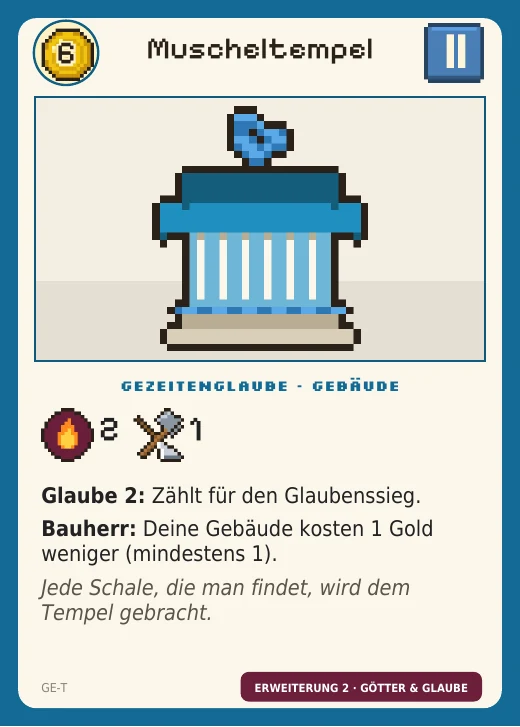 6
Muscheltempel
II
GEZEITENGLAUBE - GEBÄUDE
2
1
Glaube 2: Zählt für den Glaubenssieg.
Bauherr: Deine Gebäude kosten 1 Gold
weniger (mindestens 1).
Jede Schale, die man findet, wird dem
Tempel gebracht.
GE-T
ERWEITERUNG 2 · GÖTTER & GLAUBE